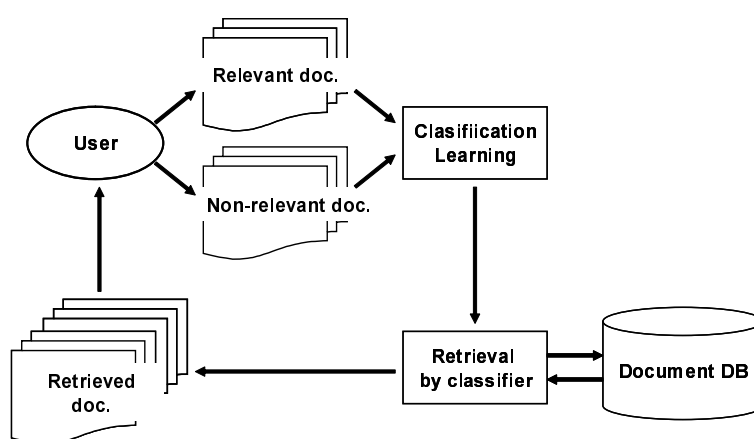 Relevant doc.
User
Clasifiication
Learning
Non-relevant doc.
Retrieved
doc.
Retrieval
by classifier
Document DB